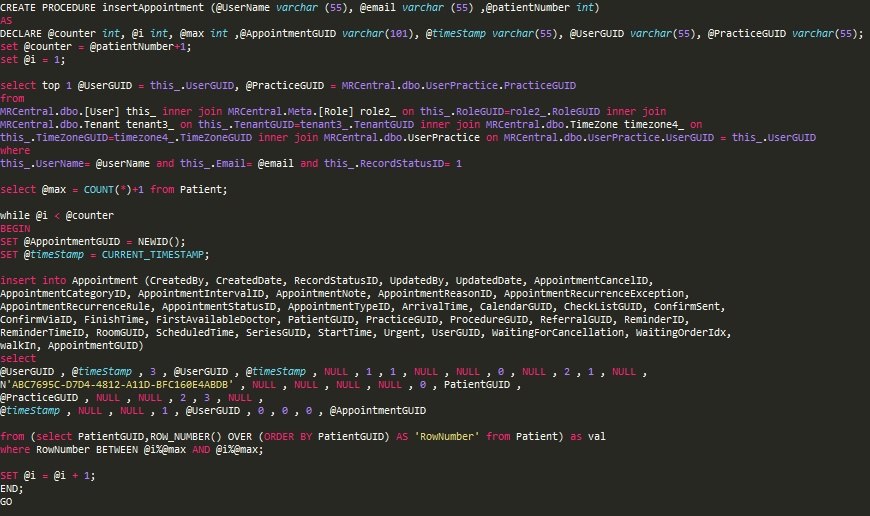 CREATE PROCEDURE insertAppointment (@UserName varchar (55), @email varchar (55) ,@patientNumber int)
AS
DECLARE @counter int, @i int, @max int ,@AppointmentGUID varchar(101), @timeStamp varchar(55), @UserGUID varchar(55), @PracticeGUID varchar(55);
set @counter = @patientNumber+1;
set @i = 1;
select top 1 @UserGUID = this_.UserGUID, @PracticeGUID = MRCentral.dbo.UserPractice.PracticeGUID
from
MRCentral.dbo.[User] this_ inner join MRCentral.Meta.[Role] role2_ on this_.RoleGUID=role2_.RoleGUID inner join
MRCentral.dbo.Tenant tenant3_ on this_.TenantGUID=tenant3_.TenantGUID inner join MRCentral.dbo.TimeZone timezone4_ on
this_.TimeZoneGUID=timezone4_.TimeZoneGUID inner join MRCentral.dbo.UserPractice on MRCentral.dbo.UserPractice.UserGUID = this_.UserGUID
where
this_.UserName= @userName and this_.Email= @email and this_.RecordStatusID= 1
select @max = COUNT(*)+1 from Patient;
while @i < @counter
BEGIN
SET @AppointmentGUID = NEWID();
SET @timeStamp = CURRENT_TIMESTAMP;
insert into Appointment (CreatedBy, CreatedDate, RecordStatusID, UpdatedBy, UpdatedDate, AppointmentCancelID,
AppointmentCategoryID, AppointmentIntervalID, AppointmentNote, AppointmentReasonID, AppointmentRecurrenceException,
AppointmentRecurrenceRule, AppointmentStatusID, AppointmentTypeID, ArrivalTime, CalendarGUID, CheckListGUID, ConfirmSent,
ConfirmViaID, FinishTime, FirstAvailableDoctor, PatientGUID, PracticeGUID, ProcedureGUID, ReferralGUID, ReminderID,
ReminderTimeID, RoomGUID, ScheduledTime, SeriesGUID, StartTime, Urgent, UserGUID, WaitingForCancellation, WaitingOrderIdx,
walkIn, AppointmentGUID)
select
@UserGUID , @timeStamp , 3 , @UserGUID , @timeStamp , NULL , 1 , 1 , NULL , NULL , 0 , NULL , 2 , 1 , NULL ,
N'ABC7695C-D7D4-4812-A11D-BFC160E4ABDB' , NULL , NULL , NULL , NULL , 0 , PatientGUID ,
@PracticeGUID , NULL , NULL , 2 , 3 , NULL ,
@timeStamp , NULL , NULL , 1 , @UserGUID , 0 , 0 , 0 , @AppointmentGUID
from (select PatientGUID,ROW_NUMBER() OVER (ORDER BY PatientGUID) AS 'RowNumber' from Patient) as val
where RowNumber BETWEEN @i%@max AND @i%@max;
SET @i = @i + 1;
END;
GO